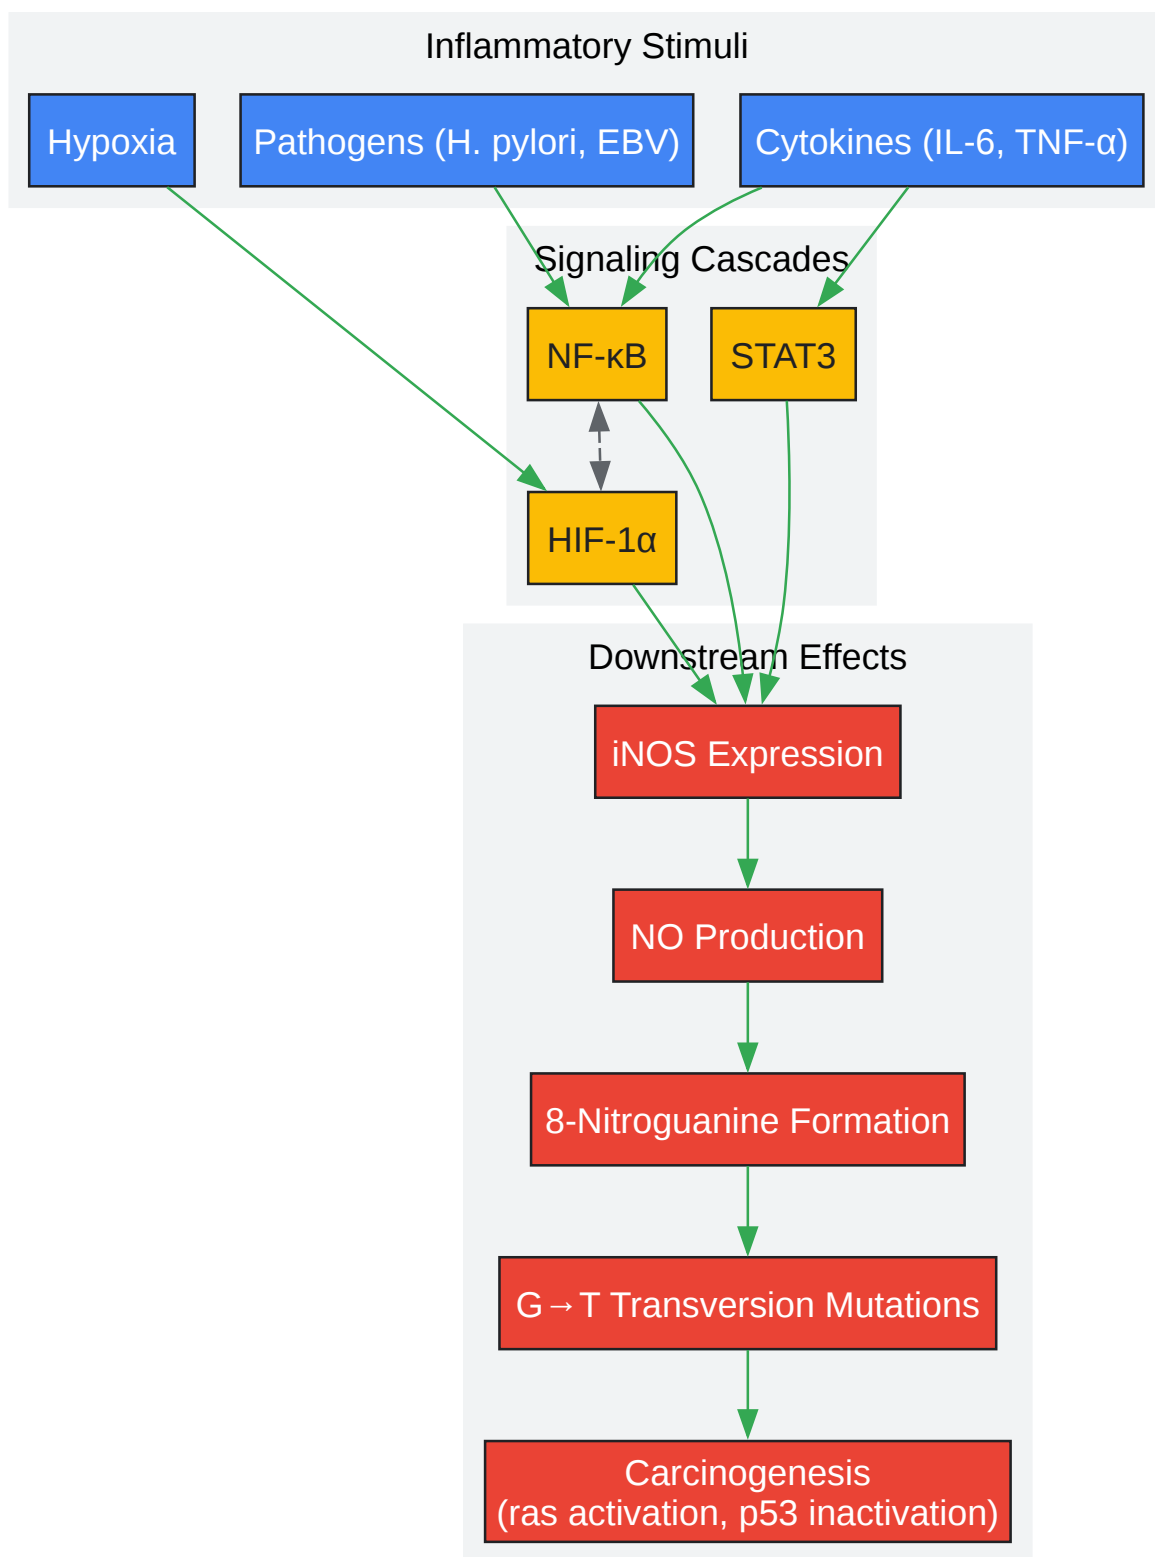 Inflammatory Stimuli
Hypoxia
Pathogens (H. pylori, EBV)
Cytokines (IL-6, TNF-α)
Signaling Cascades
NF-κB
STAT3
HIF-1α
Downstream Effects
iNOS Expression
NO Production
8-Nitroguanine Formation
G→T Transversion Mutations
Carcinogenesis
(ras activation, p53 inactivation)